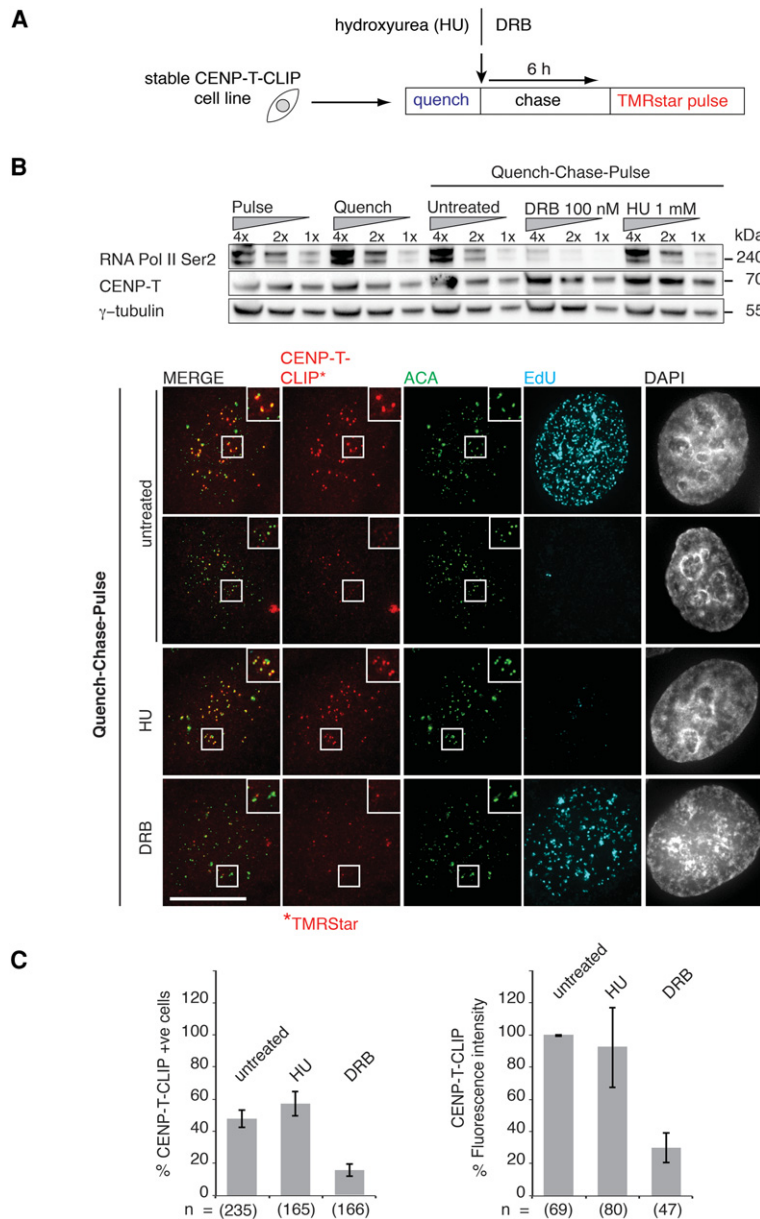 A
hydroxyurea (HU) DRB
6 h
stable CENP-T-CLIP
cell line
quench chase TMRstar pulse
B
Quench-Chase-Pulse
Pulse Quench Untreated DRB 100 nM HU 1 mM
4x 2x 1x 4x 2x 1x 4x 2x 1x 4x 2x 1x 4x 2x 1x kDa
RNA Pol II Ser2 240
CENP-T 70
γ-tubulin 55
CENP-T-
MERGE CLIP* ACA EdU DAPI
Quench-Chase-Pulse
untreated
HU
DRB
*TMRStar
C
% CENP-T-CLIP +ve cells
120
100
80
60
40
20
0
untreated HU DRB
n = (235) (165) (166)
CENP-T-CLIP
% Fluorescence intensity
120
100
80
60
40
20
0
untreated HU DRB
n = (69) (80) (47)